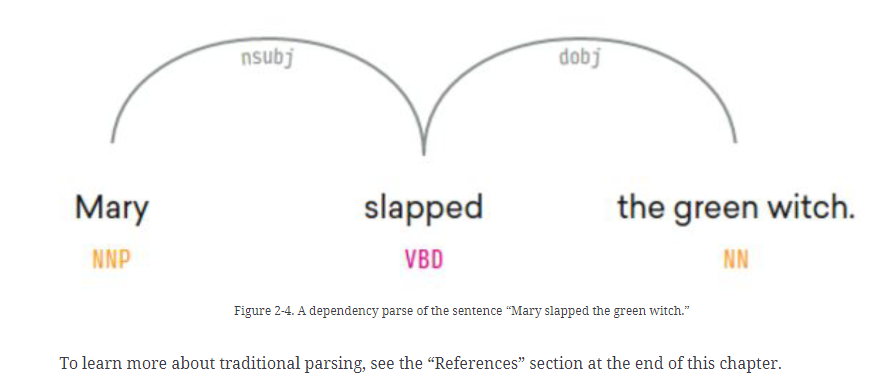 nsubj dobj
Mary slapped the green witch.
NNP VBD NN
Figure 2-4. A dependency parse of the sentence “Mary slapped the green witch.”
To learn more about traditional parsing, see the “References” section at the end of this chapter.